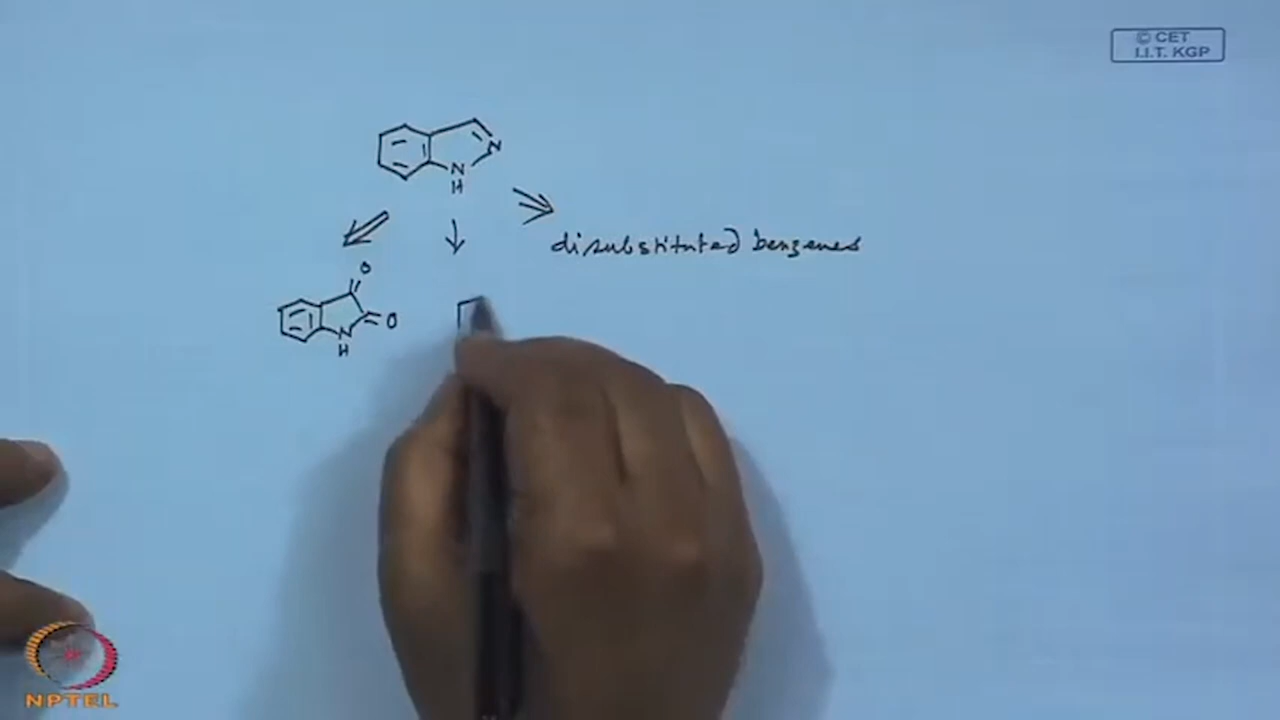 © CET
I.I.T. KGP
N
N
H
disubstituted benzenes
O
O
N
H
NPTEL